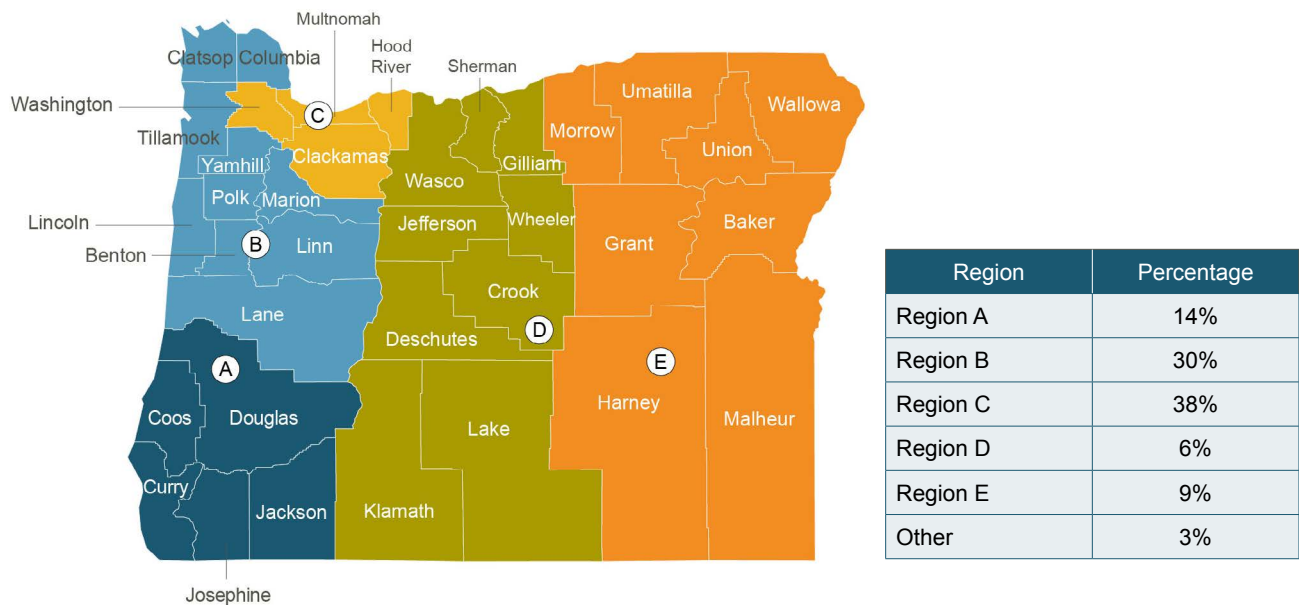 Multnomah
Clatsop Columbia
Hood
River
Sherman
Washington
C
Umatilla
Wallowa
Morrow
Tillamook
Union
Clackamas
Gilliam
Yamhill
Wasco
Polk
Marion
Lincoln
Jefferson
Wheeler
Baker
B
Linn
Grant
Benton
Crook
Lane
D
Deschutes
A
E
Harney
Coos
Douglas
Malheur
Lake
Curry
Jackson
Klamath
Josephine
Region Percentage
Region A 14%
Region B 30%
Region C 38%
Region D 6%
Region E 9%
Other 3%